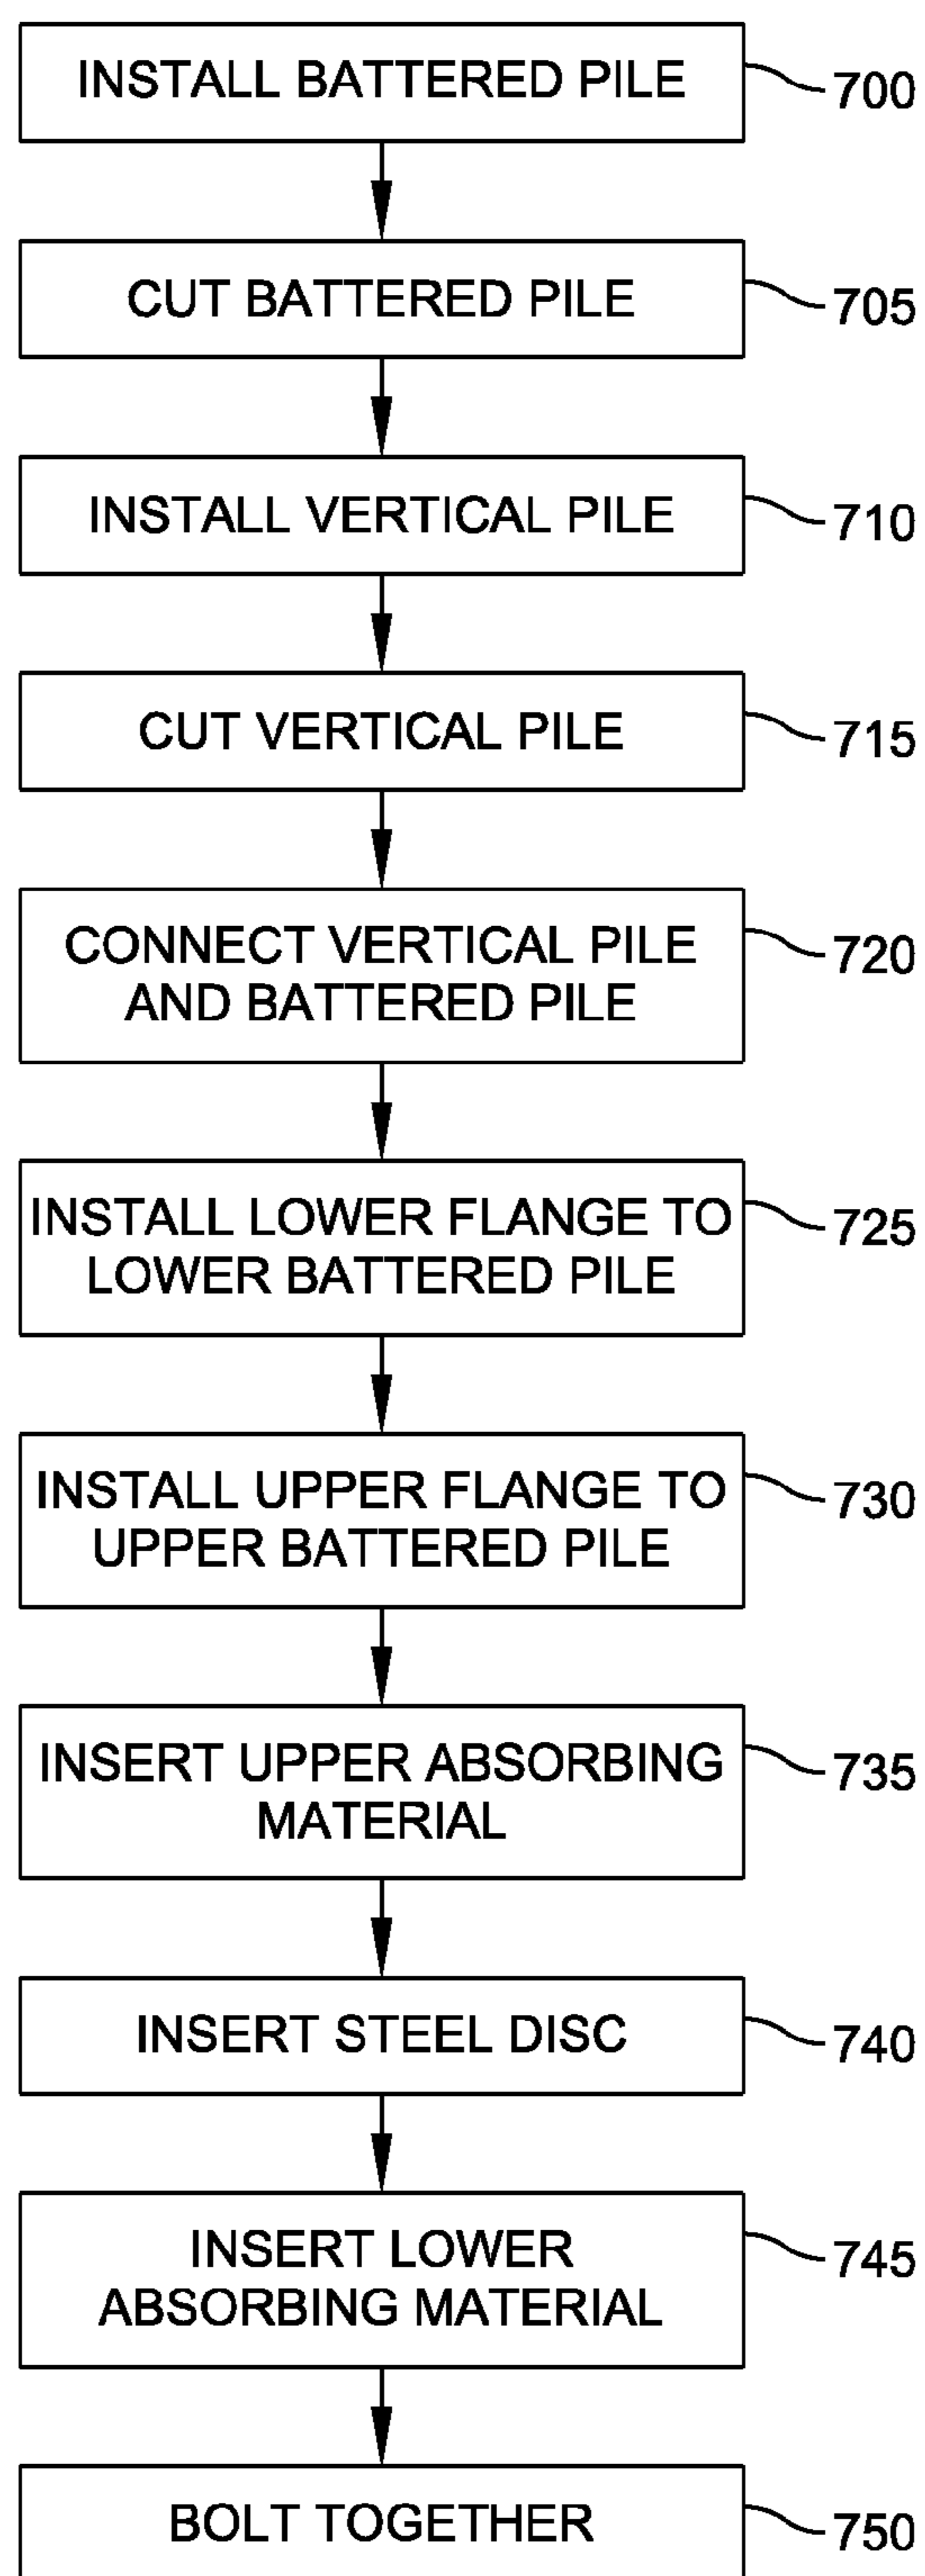 INSTALL BATTERED PILE
700
CUT BATTERED PILE
705
INSTALL VERTICAL PILE
710
CUT VERTICAL PILE
715
CONNECT VERTICAL PILE
AND BATTERED PILE
720
INSTALL LOWER FLANGE TO
LOWER BATTERED PILE
725
INSTALL UPPER FLANGE TO
UPPER BATTERED PILE
730
INSERT UPPER ABSORBING
MATERIAL
735
INSERT STEEL DISC
740
INSERT LOWER
ABSORBING MATERIAL
745
BOLT TOGETHER
750